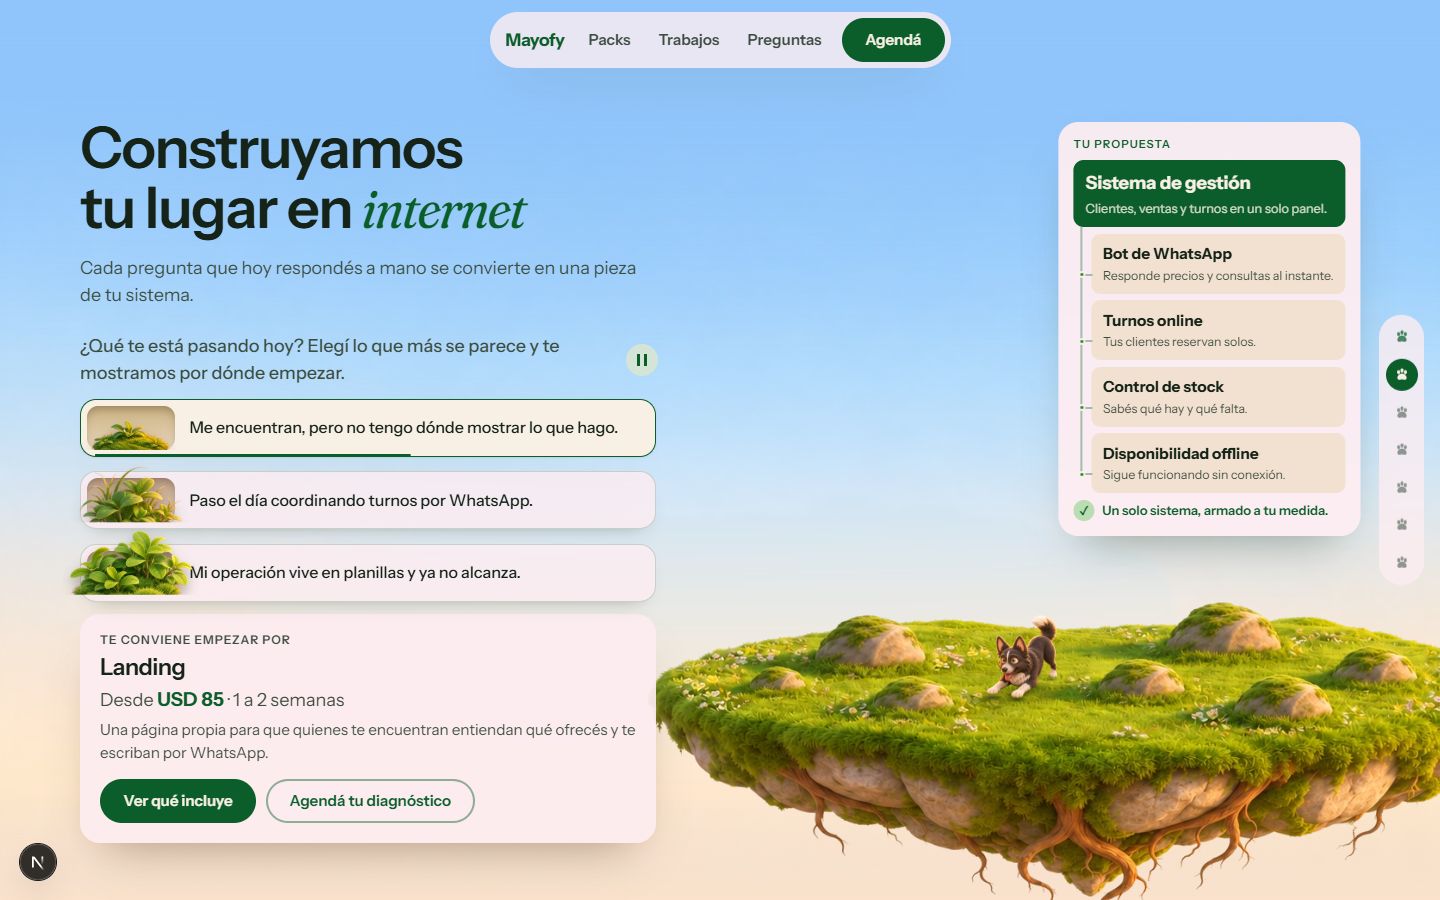 Mayofy Packs Trabajos Preguntas Agendá
Construyamos
tu lugar en internet
Cada pregunta que hoy respondés a mano se convierte en una pieza
de tu sistema.
¿Qué te está pasando hoy? Elegí lo que más se parece y te
mostramos por dónde empezar.
Me encuentran, pero no tengo dónde mostrar lo que hago.
Paso el día coordinando turnos por WhatsApp.
Mi operación vive en planillas y ya no alcanza.
TE CONVIENE EMPEZAR POR
Landing
Desde USD 85 · 1 a 2 semanas
Una página propia para que quienes te encuentran entiendan qué ofrecés y te
escriban por WhatsApp.
Ver qué incluye
Agendá tu diagnóstico
TU PROPUESTA
Sistema de gestión
Clientes, ventas y turnos en un solo panel.
Bot de WhatsApp
Responde precios y consultas al instante.
Turnos online
Tus clientes reservan solos.
Control de stock
Sabés qué hay y qué falta.
Disponibilidad offline
Sigue funcionando sin conexión.
✓ Un solo sistema, armado a tu medida.
N